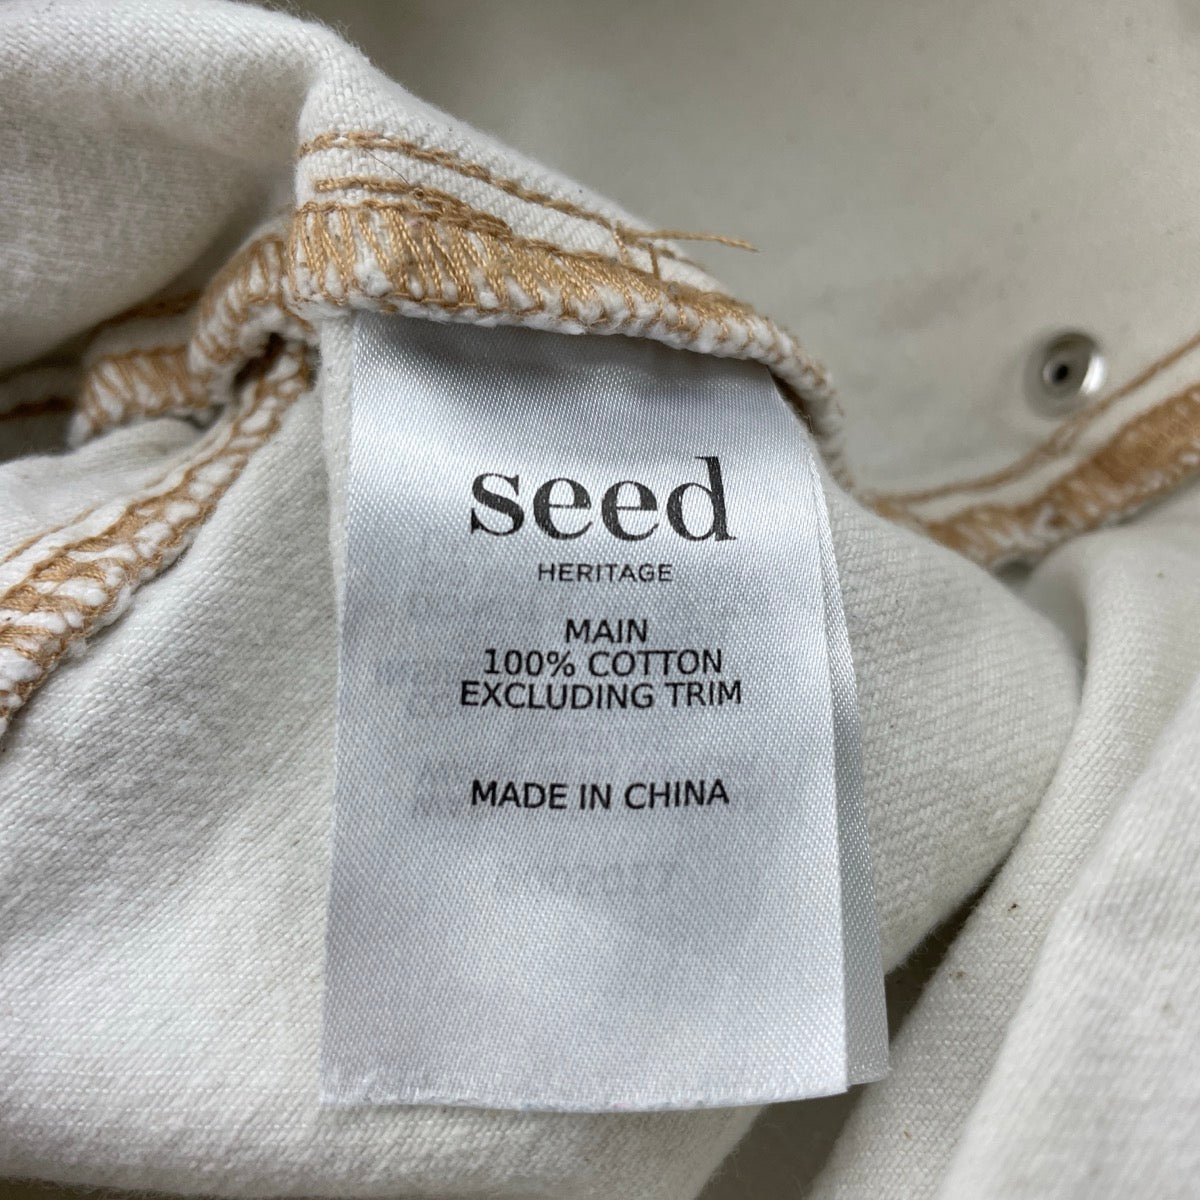 seed
HERITAGE
MAIN
100% COTTON
EXCLUDING TRIM
MADE IN CHINA